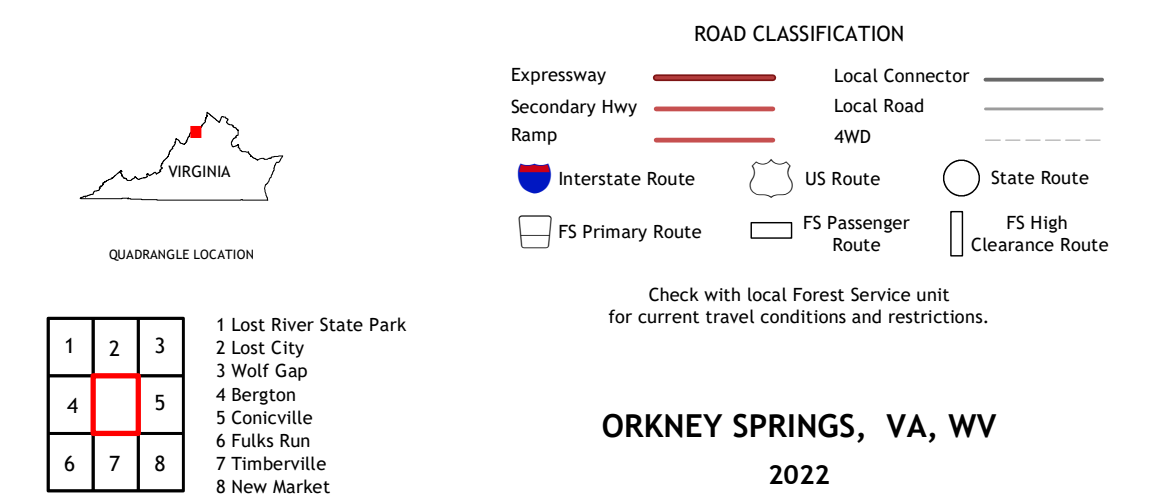 ROAD CLASSIFICATION
Expressway
Local Connector
Secondary Hwy
Local Road
Ramp
4WD
Interstate Route
US Route
State Route
FS Primary Route
FS Passenger
Route
FS High
Clearance Route
Check with local Forest Service unit
for current travel conditions and restrictions.
VIRGINIA
QUADRANGLE LOCATION
1 2 3
4 5
6 7 8
1 Lost River State Park
2 Lost City
3 Wolf Gap
4 Bergton
5 Conicville
6 Fulks Run
7 Timberville
8 New Market
ORKNEY SPRINGS, VA, WV
2022